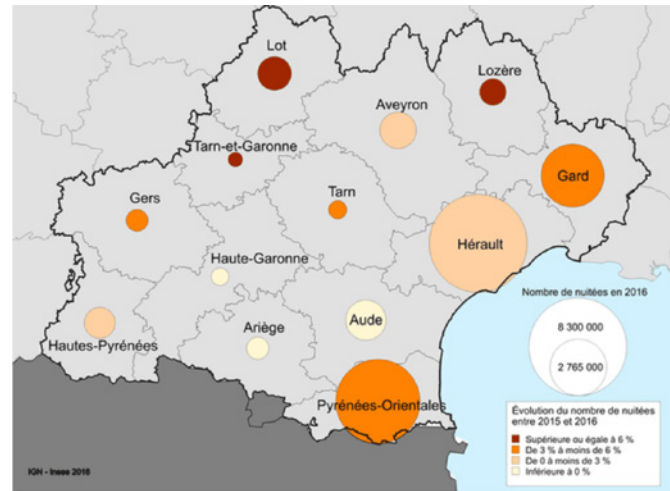 Lot
Lozère
Aveyron
Tarn-et-Garonne
Gard
Gers
Tarn
Hérault
Haute-Garonne
Aude
Ariège
Hautes-Pyrénées
Pyrénées-Orientales
Nombre de nuitées en 2016
8 300 000
2 765 000
Évolution du nombre de nuitées
entre 2015 et 2016
Supérieure ou égale à 6 %
De 3 % à moins de 6 %
De 0 à moins de 3 %
Inférieure à 0 %
IGN - Insee 2016